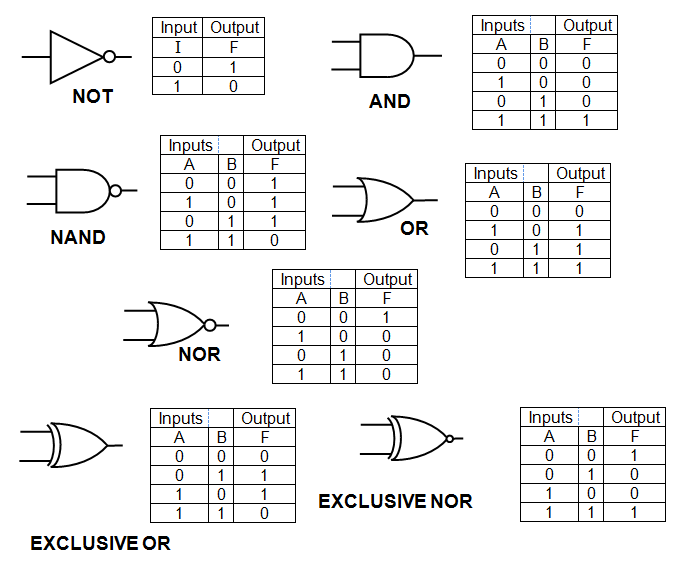 Input Output
I F
0 1
1 0
NOT
Inputs Output
A B F
0 0 0
1 0 0
0 1 0
1 1 1
AND
Inputs Output
A B F
0 0 1
1 0 1
0 1 1
1 1 0
NAND
Inputs Output
A B F
0 0 0
1 0 1
0 1 1
1 1 1
OR
Inputs Output
A B F
0 0 1
1 0 0
0 1 0
1 1 0
NOR
Inputs Output
A B F
0 0 0
0 1 1
1 0 1
1 1 0
EXCLUSIVE OR
Inputs Output
A B F
0 0 1
0 1 0
1 0 0
1 1 1
EXCLUSIVE NOR